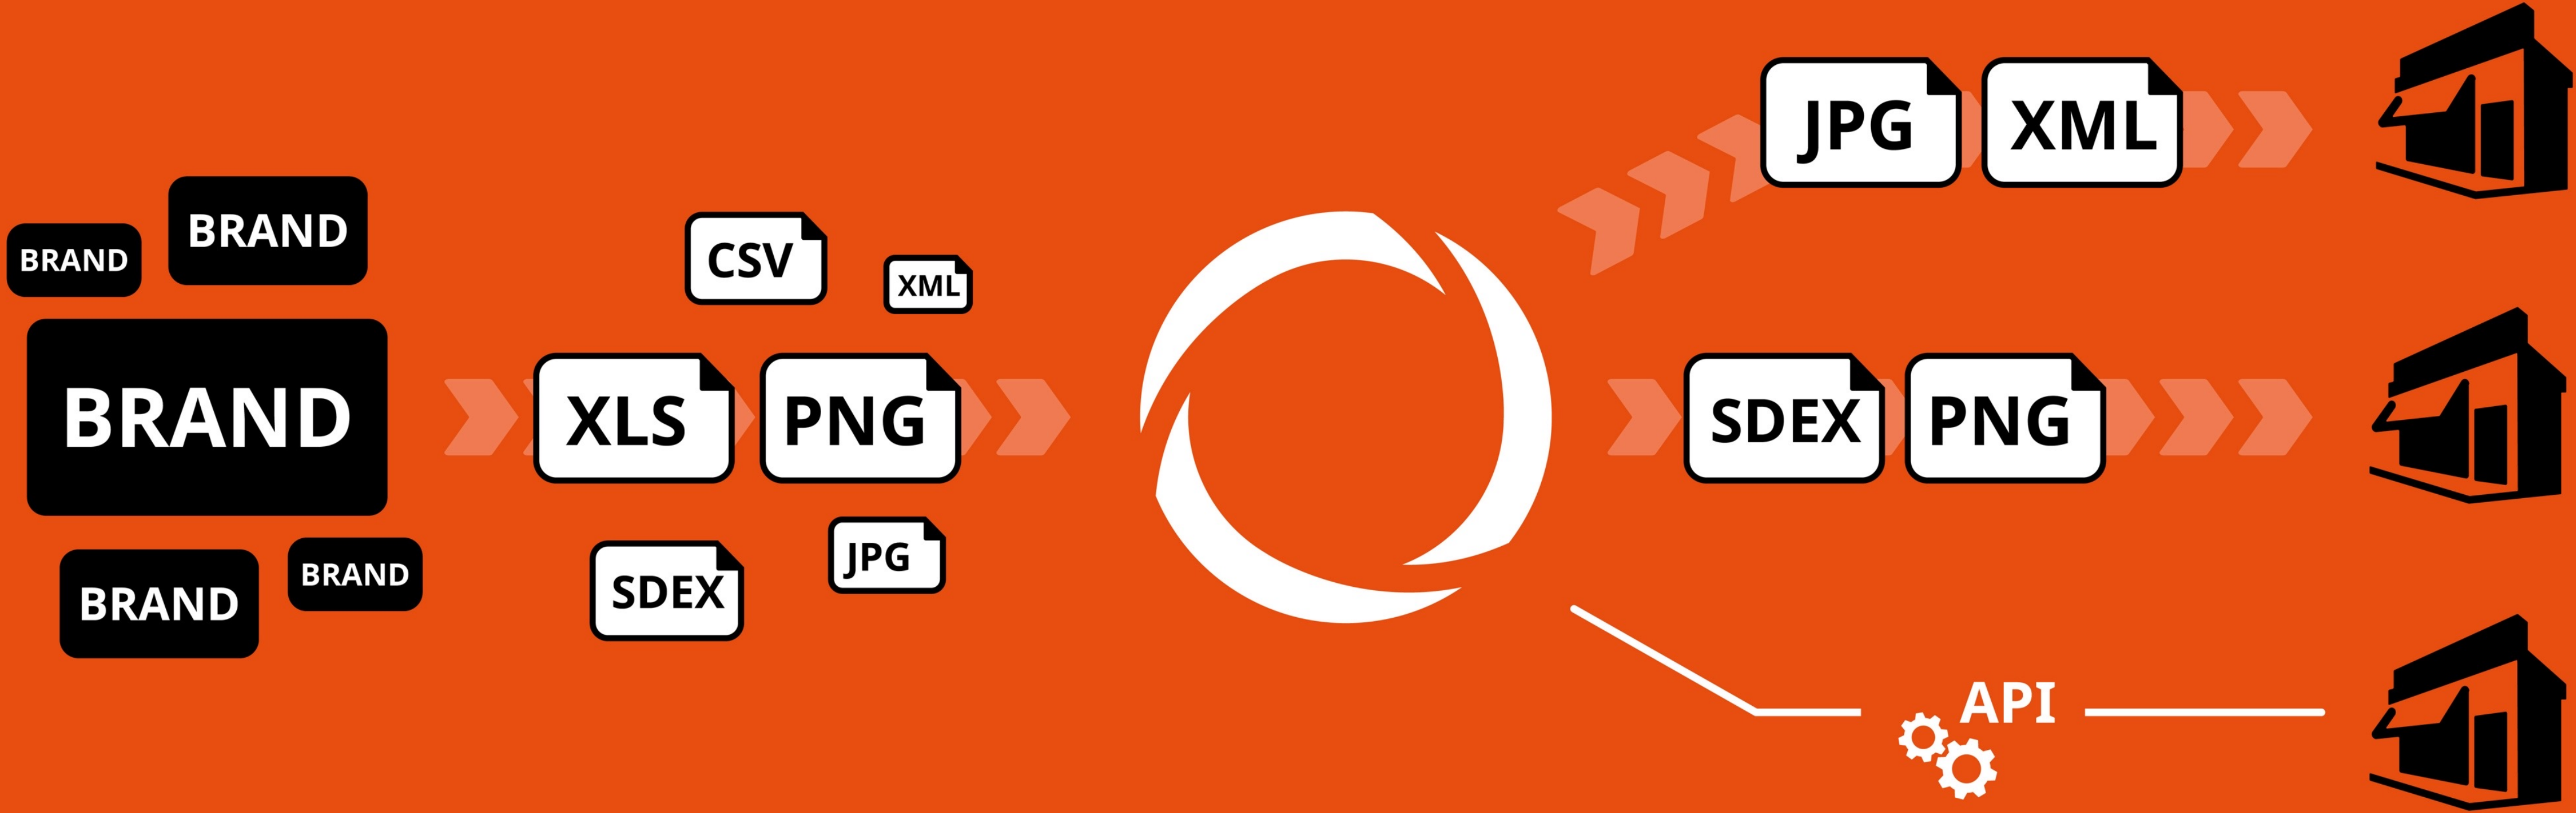 BRAND
BRAND
BRAND
BRAND
BRAND
CSV
XML
XLS
PNG
SDEX
JPG
JPG
XML
SDEX
PNG
API